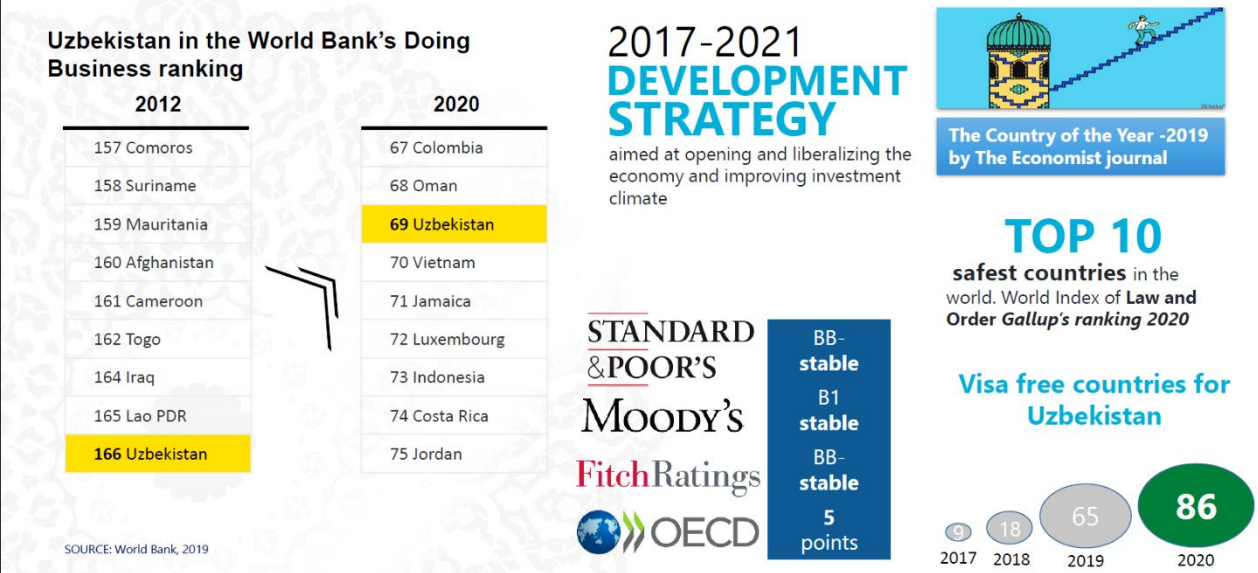 Uzbekistan in the World Bank's Doing
Business ranking
2012
157 Comoros
158 Suriname
159 Mauritania
160 Afghanistan
161 Cameroon
162 Togo
164 Iraq
165 Lao PDR
166 Uzbekistan
2020
67 Colombia
68 Oman
69 Uzbekistan
70 Vietnam
71 Jamaica
72 Luxembourg
73 Indonesia
74 Costa Rica
75 Jordan
SOURCE: World Bank, 2019
2017-2021
DEVELOPMENT
STRATEGY
aimed at opening and liberalizing the
economy and improving investment
climate
STANDARD
&POOR'S
BB-
stable
MOODY'S
B1
stable
FitchRatings
BB-
stable
OECD
5
points
The Country of the Year -2019
by The Economist journal
TOP 10
safest countries in the
world. World Index of Law and
Order Gallup's ranking 2020
Visa free countries for
Uzbekistan
9
18
65
86
2017
2018
2019
2020